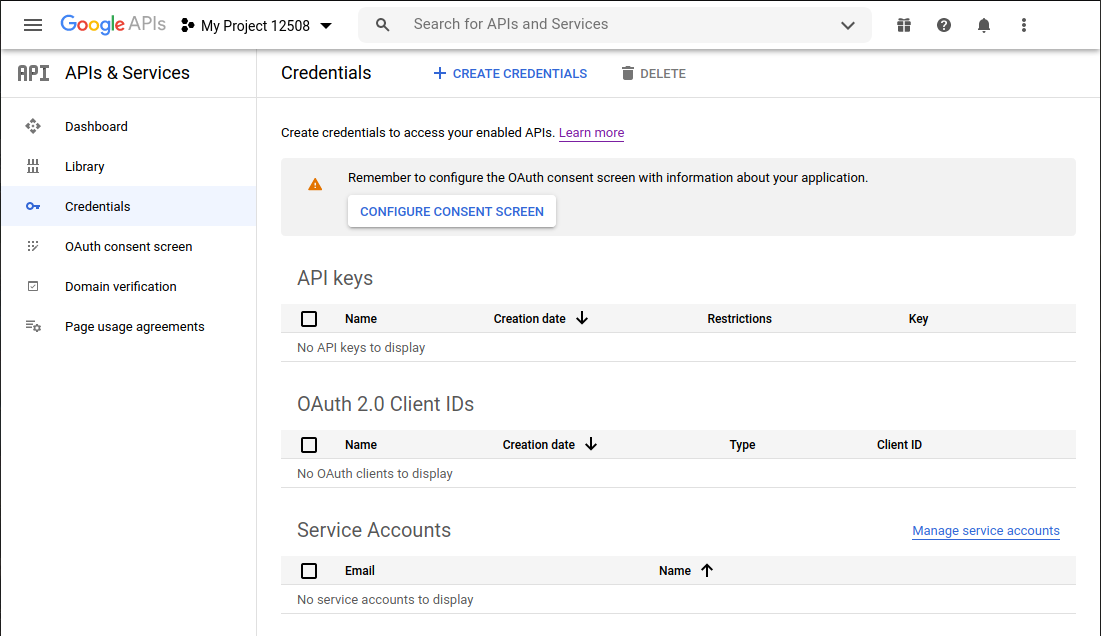 Google APIs My Project 12508 Search for APIs and Services
API APIs & Services Credentials CREATE CREDENTIALS DELETE
Dashboard
Library
Credentials
OAuth consent screen
Domain verification
Page usage agreements
Create credentials to access your enabled APIs. Learn more
Remember to configure the OAuth consent screen with information about your application.
CONFIGURE CONSENT SCREEN
API keys
Name Creation date Restrictions Key
No API keys to display
OAuth 2.0 Client IDs
Name Creation date Type Client ID
No OAuth clients to display
Service Accounts Manage service accounts
Email Name
No service accounts to display